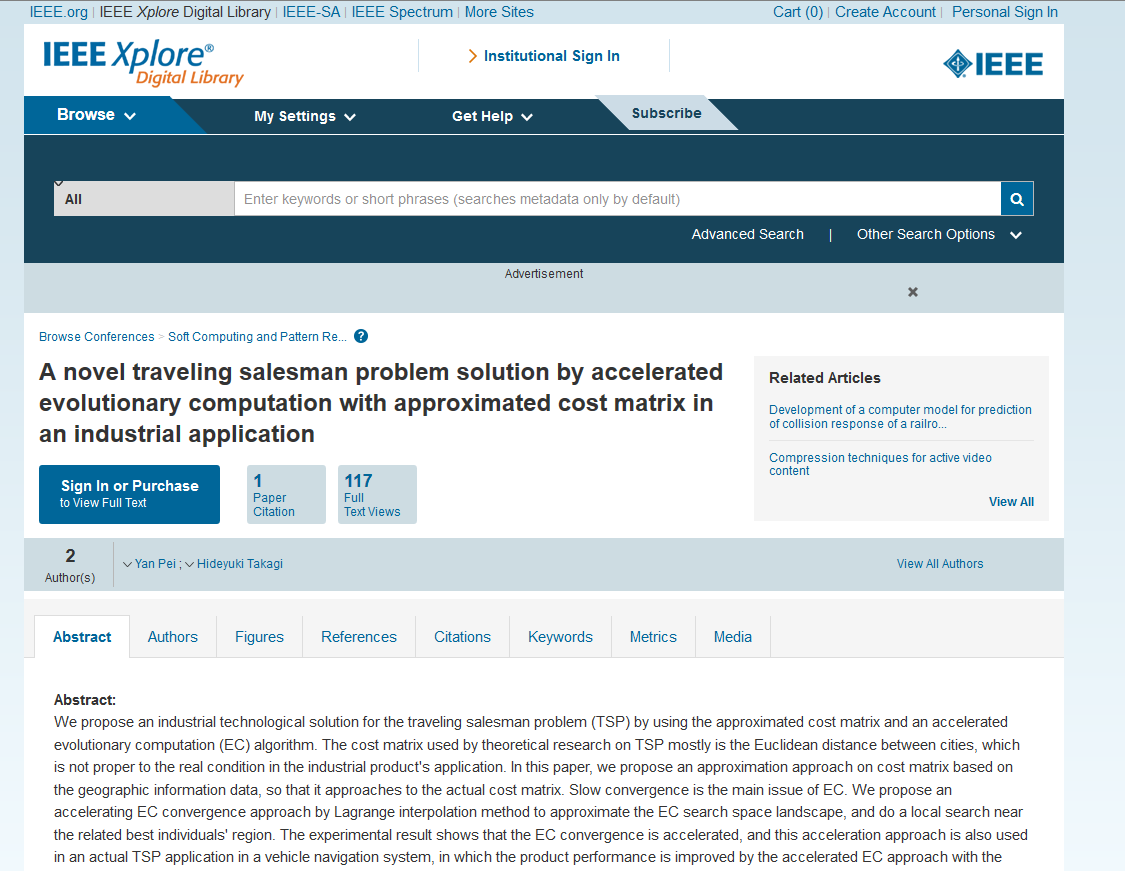 IEEE.org | IEEE Xplore Digital Library | IEEE-SA | IEEE Spectrum | More Sites
Cart (0) | Create Account | Personal Sign In
IEEE Xplore®
Digital Library
Institutional Sign In
IEEE
Browse
My Settings
Get Help
Subscribe
All
Enter keywords or short phrases (searches metadata only by default)
Advanced Search | Other Search Options
Advertisement
Browse Conferences > Soft Computing and Pattern Re... ?
A novel traveling salesman problem solution by accelerated
evolutionary computation with approximated cost matrix in
an industrial application
Sign In or Purchase
to View Full Text
1
Paper
Citation
117
Full
Text Views
Related Articles
Development of a computer model for prediction
of collision response of a railro...
Compression techniques for active video
content
View All
2
Author(s)
Yan Pei ; Hideyuki Takagi
View All Authors
Abstract
Authors
Figures
References
Citations
Keywords
Metrics
Media
Abstract:
We propose an industrial technological solution for the traveling salesman problem (TSP) by using the approximated cost matrix and an accelerated
evolutionary computation (EC) algorithm. The cost matrix used by theoretical research on TSP mostly is the Euclidean distance between cities, which
is not proper to the real condition in the industrial product's application. In this paper, we propose an approximation approach on cost matrix based on
the geographic information data, so that it approaches to the actual cost matrix. Slow convergence is the main issue of EC. We propose an
accelerating EC convergence approach by Lagrange interpolation method to approximate the EC search space landscape, and do a local search near
the related best individuals' region. The experimental result shows that the EC convergence is accelerated, and this acceleration approach is also used
in an actual TSP application in a vehicle navigation system, in which the product performance is improved by the accelerated EC approach with the